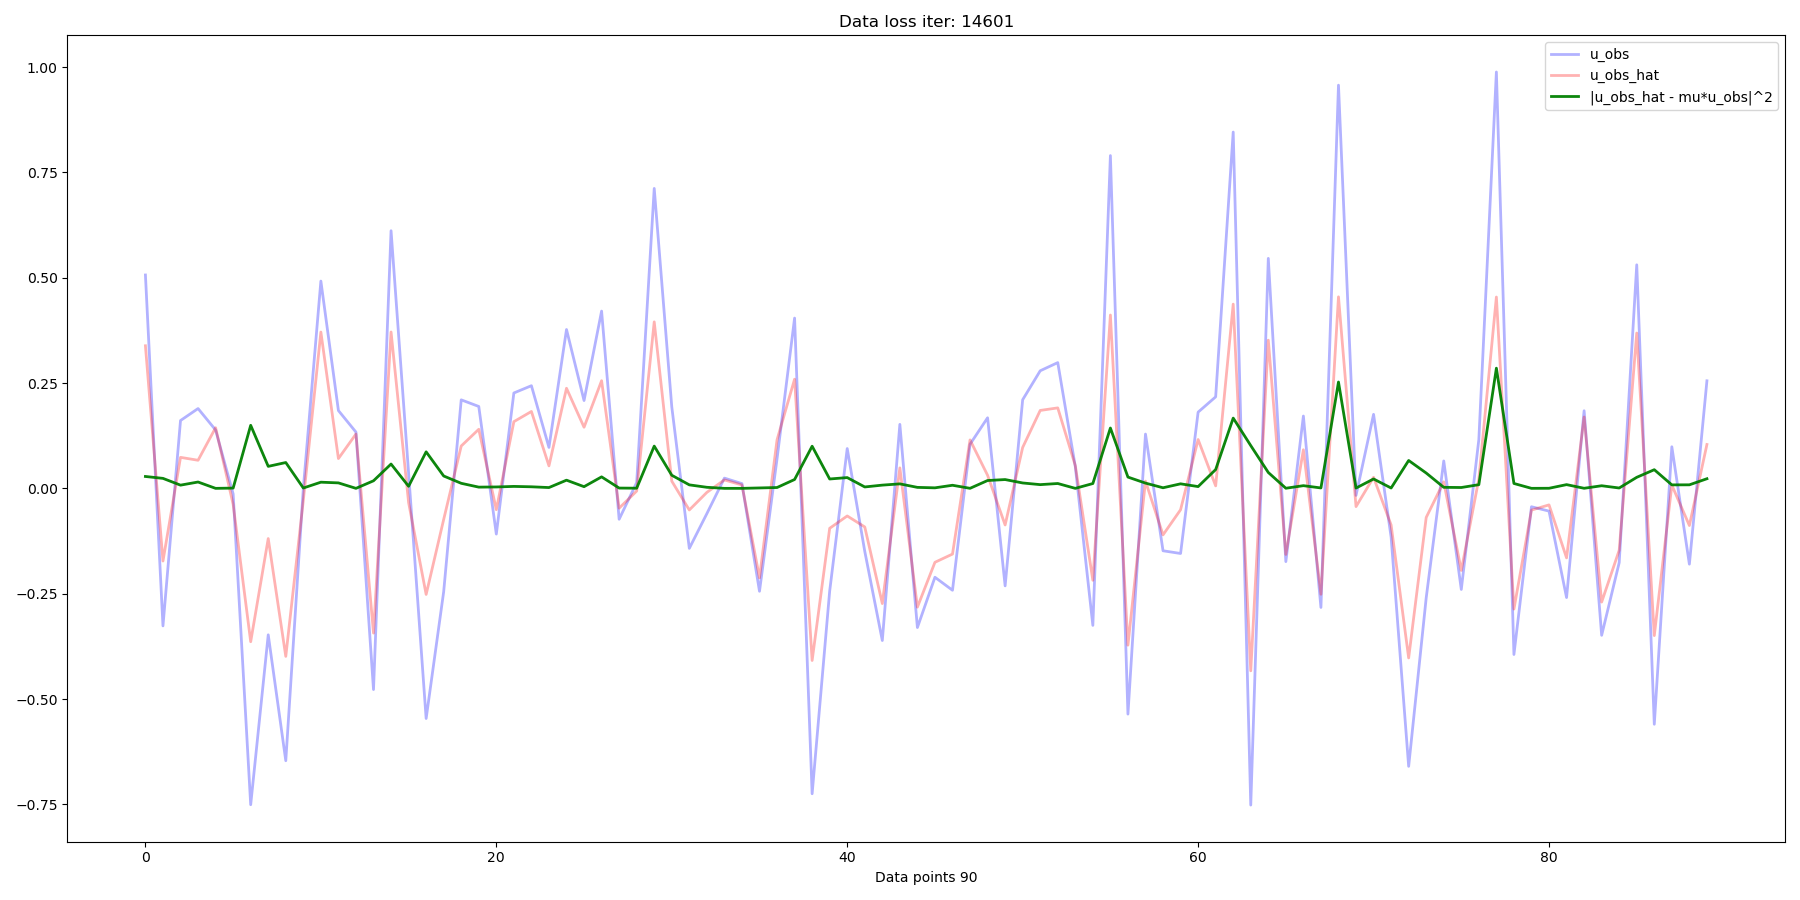 Data loss iter: 14601
u_obs
u_obs_hat
|u_obs_hat - mu*u_obs|^2
1.00
0.75
0.50
0.25
0.00
−0.25
−0.50
−0.75
0 20 40 60 80
Data points 90